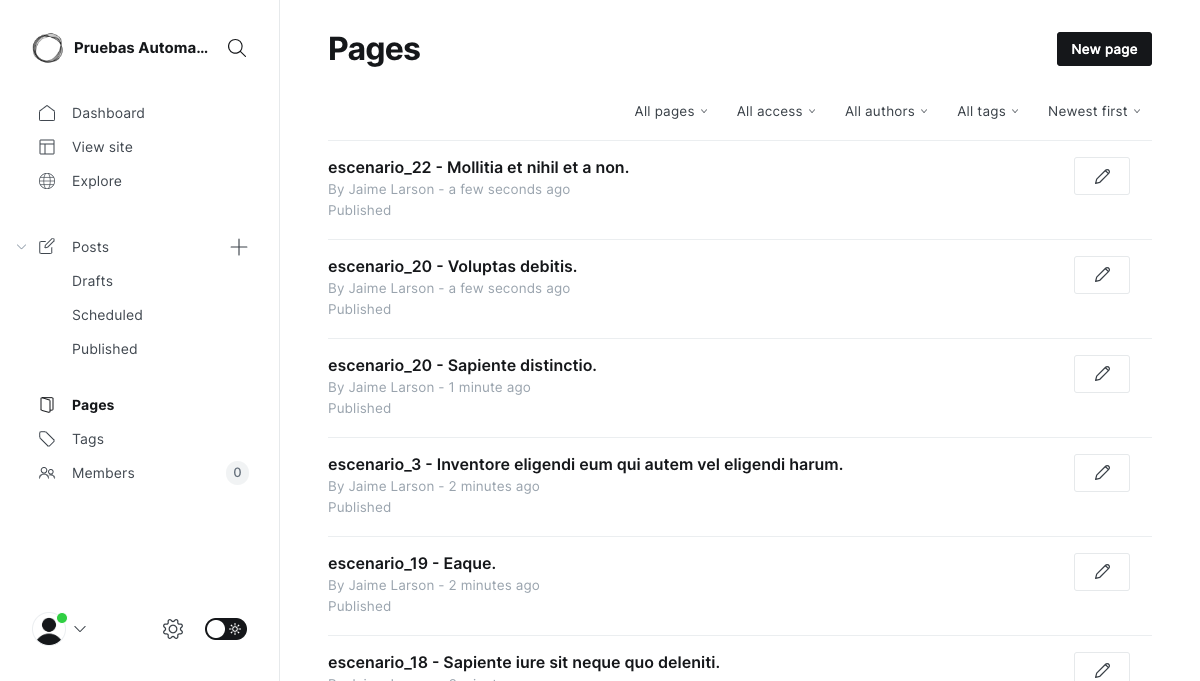 Pruebas Automa...
Dashboard
View site
Explore
Posts
Drafts
Scheduled
Published
Pages
Tags
Members 0
Pages
New page
All pages All access All authors All tags Newest first
escenario_22 - Mollitia et nihil et a non.
By Jaime Larson - a few seconds ago
Published
escenario_20 - Voluptas debitis.
By Jaime Larson - a few seconds ago
Published
escenario_20 - Sapiente distinctio.
By Jaime Larson - 1 minute ago
Published
escenario_3 - Inventore eligendi eum qui autem vel eligendi harum.
By Jaime Larson - 2 minutes ago
Published
escenario_19 - Eaque.
By Jaime Larson - 2 minutes ago
Published
escenario_18 - Sapiente iure sit neque quo deleniti.